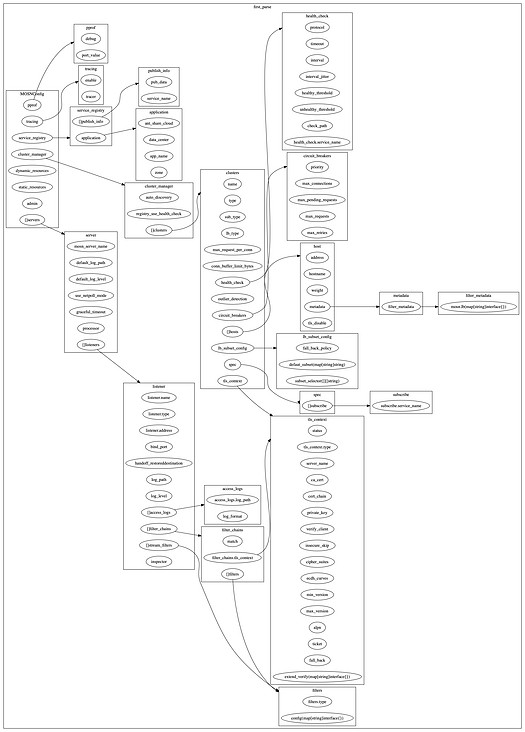 first_parse
pprof
debug
port_value
tracing
enable
tracer
MOSNConfig
pprof
tracing
service_registry
cluster_manager
dynamic_resources
static_resources
admin
[]servers
service_registry
[]publish_info
application
publish_info
pub_data
service_name
application
ant_share_cloud
data_center
app_name
zone
cluster_manager
auto_discovery
registry_use_health_check
[]clusters
server
mosn_server_name
default_log_path
default_log_level
use_netpoll_mode
graceful_timeout
processor
[]listeners
clusters
name
type
sub_type
lb_type
max_request_per_conn
conn_buffer_limit_bytes
health_check
outlier_detection
circuit_breakers
[]hosts
lb_subset_config
spec
tls_context
health_check
protocol
timeout
interval
interval_jitter
healthy_threshold
unhealthy_threshold
check_path
health_check.service_name
circuit_breakers
priority
max_connections
max_pending_requests
max_requests
max_retries
host
address
hostname
weight
metadata
tls_disable
metadata
filter_metadata
filter_metadata
mosn.lb(map[string]interface{})
lb_subset_config
full_back_policy
default_subset(map[string]string)
subset_selectors([][]string)
spec
[]subscribe
subscribe
subscribe.service_name
listener
listener.name
listener.type
listener.address
bind_port
handoff_restoreddestination
log_path
log_level
[]access_logs
[]filter_chains
[]stream_filters
inspector
access_logs
access_logs.log_path
log_format
filter_chains
match
filter_chains.tls_context
[]filters
tls_context
status
tls_context.type
server_name
ca_cert
cert_chain
private_key
verify_client
insecure_skip
cipher_suites
ecdh_curves
min_version
max_version
alpn
ticket
fall_back
extend_verify(map[string]interface{})
filters
filters.type
config(map[string]interface{})